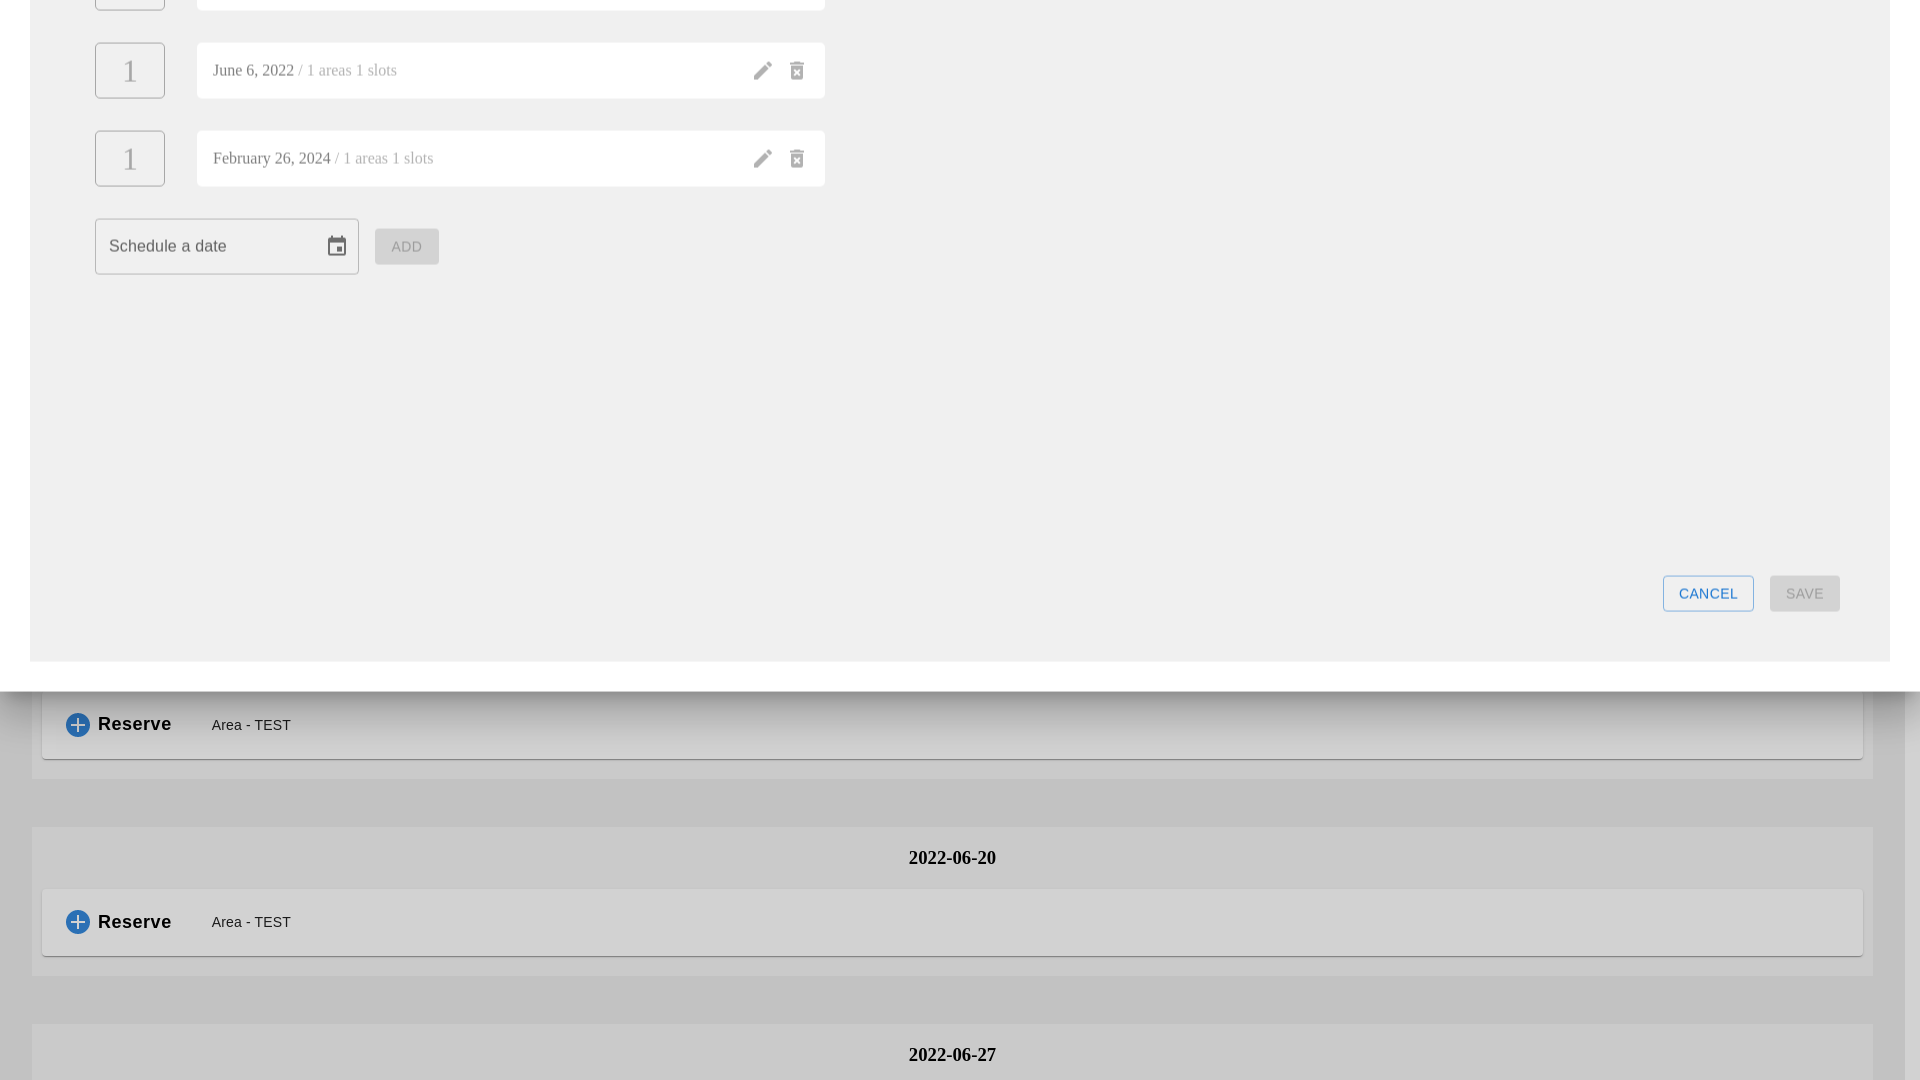 1
June 6, 2022 / 1 areas 1 slots
1
February 26, 2024 / 1 areas 1 slots
Schedule a date
ADD
CANCEL
SAVE
Reserve
Area - TEST
2022-06-20
Reserve
Area - TEST
2022-06-27